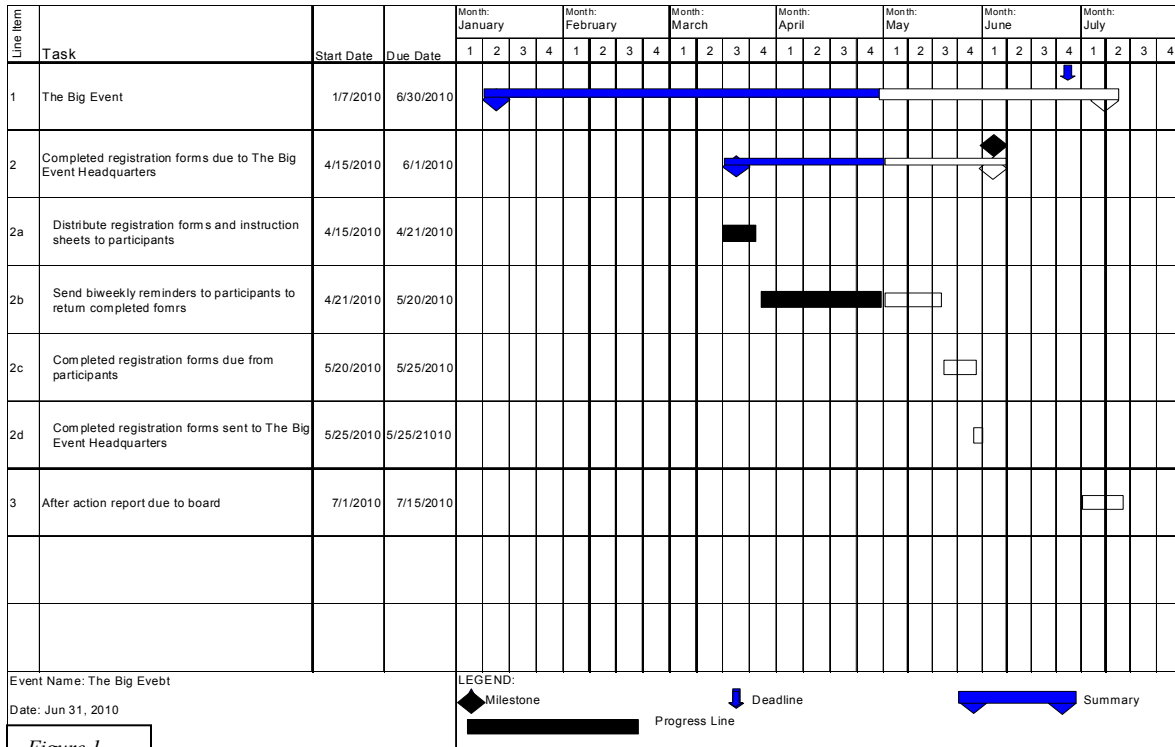 Line Item
Task
Start Date
Due Date
Month:
January
Month:
February
Month:
March
Month:
April
Month:
May
Month:
June
Month:
July
1 2 3 4 1 2 3 4 1 2 3 4 1 2 3 4 1 2 3 4 1 2 3 4 1 2 3 4
1
The Big Event
1/7/2010
6/30/2010
2
Completed registration forms due to The Big
Event Headquarters
4/15/2010
6/1/2010
2a
Distribute registration forms and instruction
sheets to participants
4/15/2010
4/21/2010
2b
Send biweekly reminders to participants to
return completed fomrs
4/21/2010
5/20/2010
2c
Completed registration forms due from
participants
5/20/2010
5/25/2010
2d
Completed registration forms sent to The Big
Event Headquarters
5/25/2010
5/25/21010
3
After action report due to board
7/1/2010
7/15/2010
Event Name: The Big Evebt
Date: Jun 31, 2010
Figure 1
LEGEND:
Milestone
Deadline
Summary
Progress Line